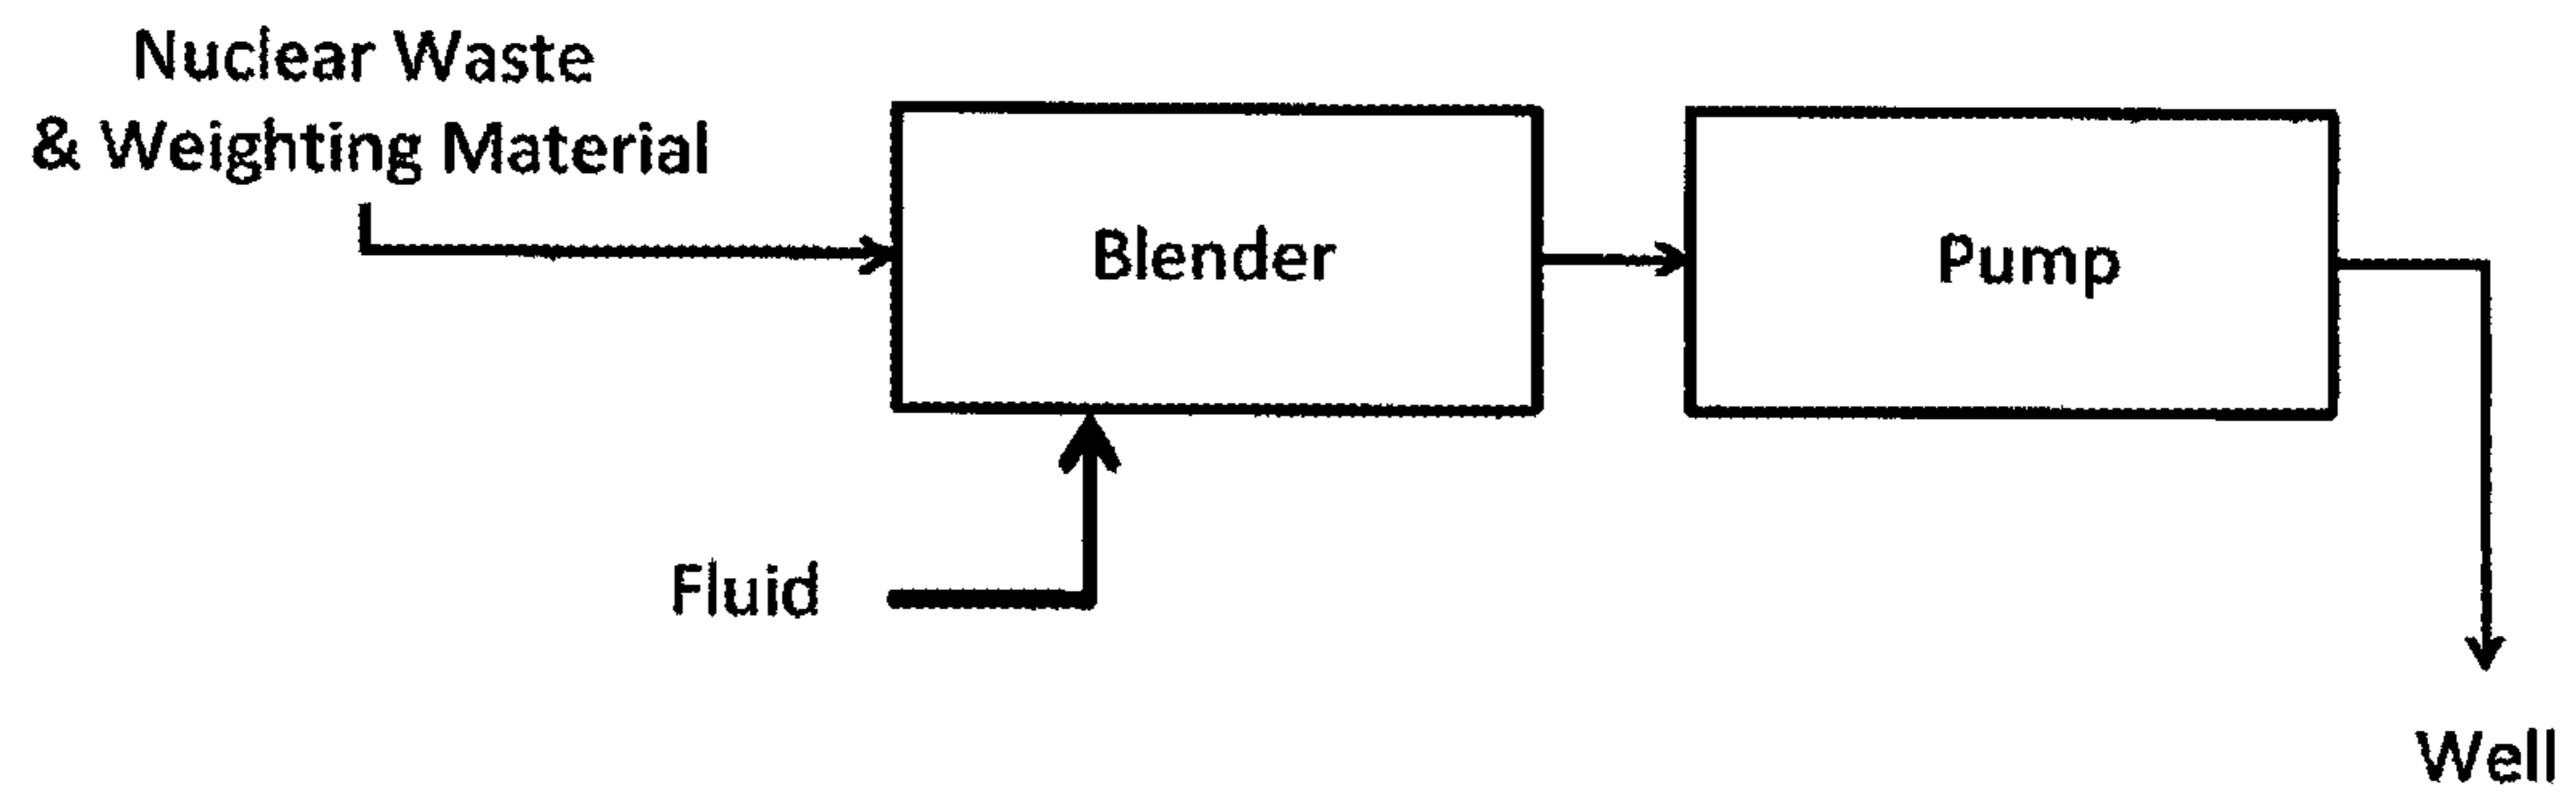 Nuclear Waste
& Weighting Material
Blender
Pump
Fluid
Well